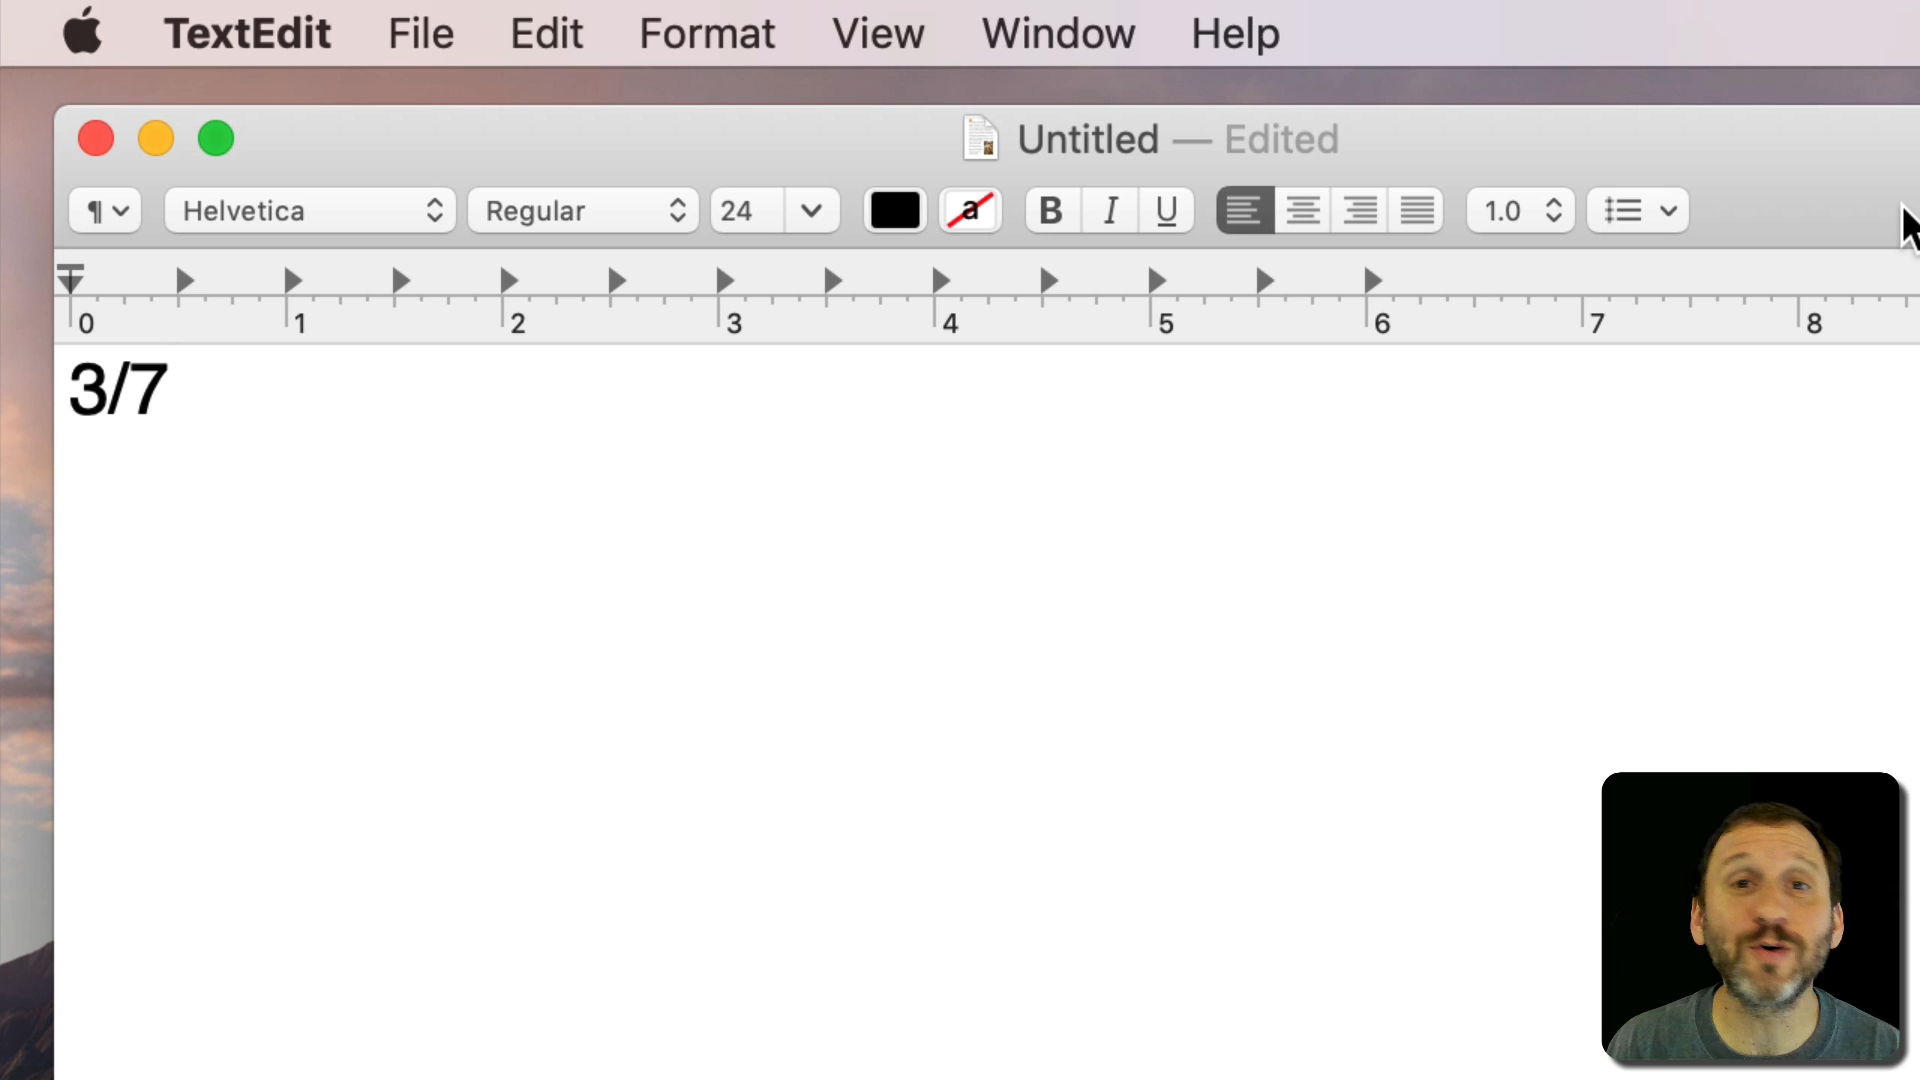 TextEdit File Edit Format View Window Help
Untitled — Edited
¶ Helvetica Regular 24 a B I U 1.0
0 1 2 3 4 5 6 7 8
3/7